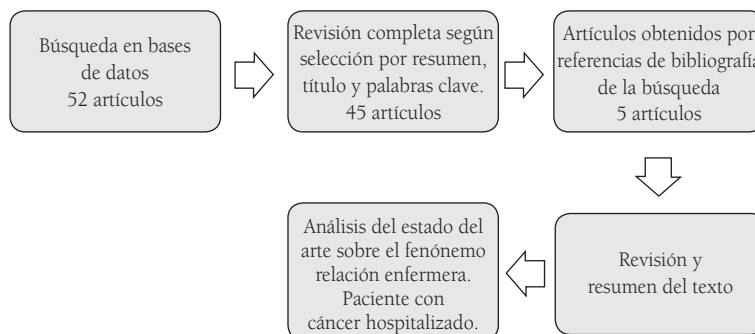 Búsqueda en bases
de datos
52 artículos
Revisión completa según
selección por resumen,
título y palabras clave.
45 artículos
Artículos obtenidos por
referencias de bibliografía
de la búsqueda
5 artículos
Revisión y
resumen del texto
Análisis del estado del
arte sobre el fenónemo
relación enfermera.
Paciente con
cáncer hospitalizado.